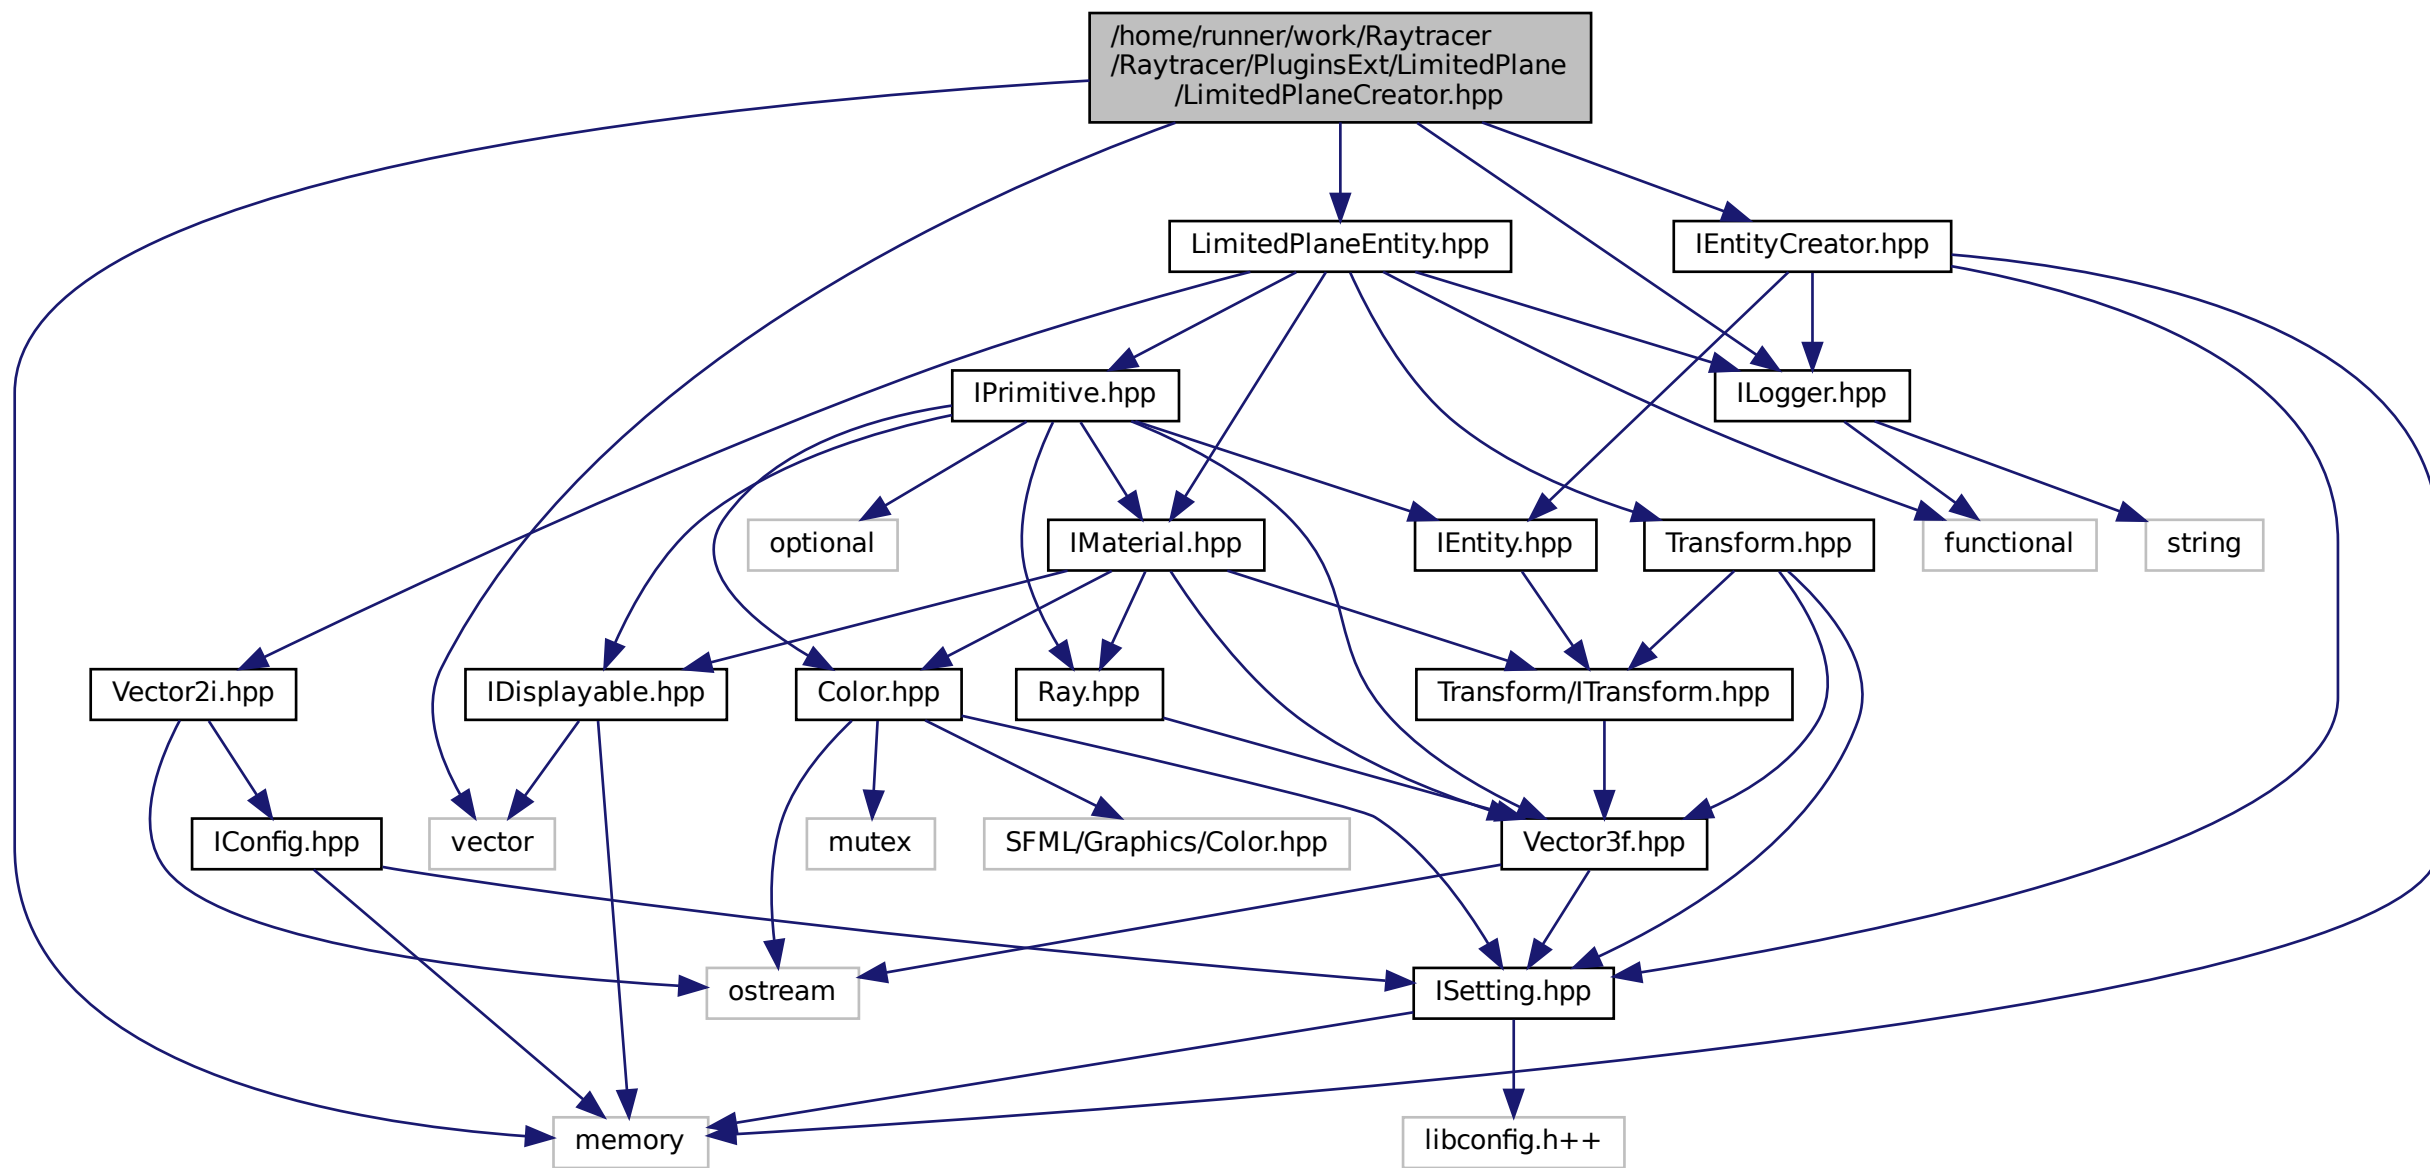 /home/runner/work/Raytracer
/Raytracer/PluginsExt/LimitedPlane
/LimitedPlaneCreator.hpp
LimitedPlaneEntity.hpp
IEntityCreator.hpp
IPrimitive.hpp
ILogger.hpp
optional
IMaterial.hpp
IEntity.hpp
Transform.hpp
functional
string
Vector2i.hpp
IDisplayable.hpp
Color.hpp
Ray.hpp
Transform/ITransform.hpp
IConfig.hpp
vector
mutex
SFML/Graphics/Color.hpp
Vector3f.hpp
ostream
ISetting.hpp
memory
libconfig.h++